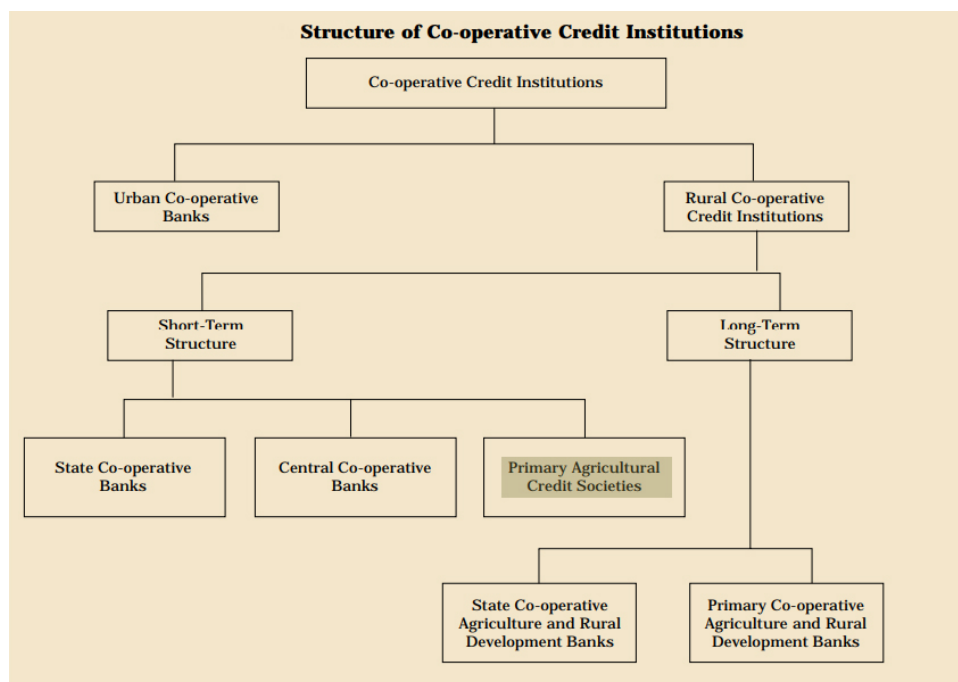 Structure of Co-operative Credit Institutions
Co-operative Credit Institutions
Urban Co-operative
Banks
Rural Co-operative
Credit Institutions
Short-Term
Structure
Long-Term
Structure
State Co-operative
Banks
Central Co-operative
Banks
Primary Agricultural
Credit Societies
State Co-operative
Agriculture and Rural
Development Banks
Primary Co-operative
Agriculture and Rural
Development Banks